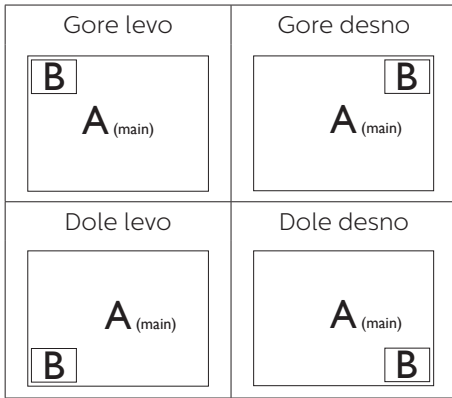 Gore levo
B
A (main)
Gore desno
B
A (main)
Dole levo
A (main)
B
Dole desno
A (main)
B